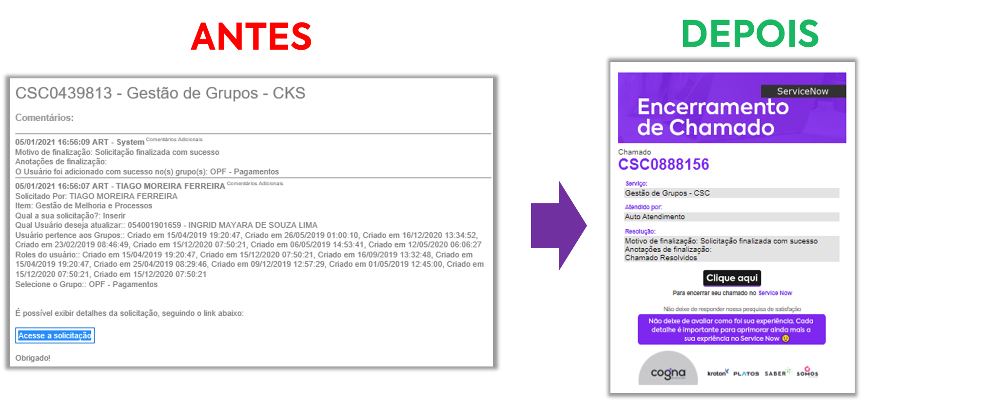 ANTES
CSC0439813 - Gestão de Grupos - CKS
Comentários:
05/01/2021 16:56:09 ART - System Comentários Adicionais
Motivo de finalização: Solicitação finalizada com sucesso
Anotações de finalização:
O Usuário foi adicionado com sucesso no(s) grupo(s): OPF - Pagamentos
05/01/2021 16:56:07 ART - TIAGO MOREIRA FERREIRA Comentários Adicionais
Solicitado Por: TIAGO MOREIRA FERREIRA
Item: Gestão de Melhoria e Processos
Qual a sua solicitação?: Inserir
Qual Usuário deseja atualizar:: 054001901659 - INGRID MAYARA DE SOUZA LIMA
Usuário pertence aos Grupos:: Criado em 15/04/2019 19:20:47, Criado em 26/05/2019 01:00:10, Criado em 16/12/2020 13:34:52,
Criado em 23/02/2019 08:46:49, Criado em 15/12/2020 07:50:21, Criado em 06/05/2019 14:53:41, Criado em 12/05/2020 06:06:27
Roles do usuário:: Criado em 15/04/2019 19:20:47, Criado em 15/12/2020 07:50:21, Criado em 16/09/2019 13:32:48, Criado em
15/04/2019 19:20:47, Criado em 25/04/2019 08:29:46, Criado em 09/12/2019 12:57:29, Criado em 01/05/2019 12:45:00, Criado em
15/12/2020 07:50:21, Criado em 15/12/2020 07:50:21
Selecione o Grupo:: OPF - Pagamentos
É possível exibir detalhes da solicitação, seguindo o link abaixo:
Acesse a solicitação
Obrigado!
DEPOIS
ServiceNow
Encerramento
de Chamado
Chamado
CSC0888156
Serviço:
Gestão de Grupos - CSC
Atendido por:
Auto Atendimento
Resolução:
Motivo de finalização: Solicitação finalizada com sucesso
Anotações de finalização:
Chamado Resolvidos
Clique aqui
Para encerrar seu chamado no Service Now
Não deixe de responder nossa pesquisa de satisfação
Não deixe de avaliar como foi sua experiência. Cada
detalhe é importante para aprimorar ainda mais a
sua expriência no Service Now 😉
cogna
kroton PLATOS SABER SOMOS